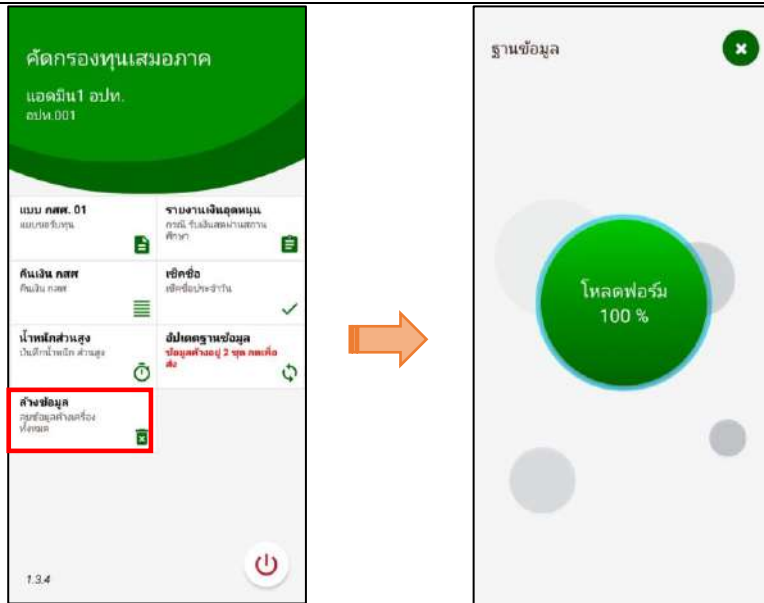 คัดกรองทุนเสมอภาค
แอดมิน1 อปท.
อปท.001
แบบ กสศ. 01
แบบขอรับทุน
รายงานเงินอุดหนุน
กรณี รับเงินสดผ่านสถาน
ศึกษา
คืนเงิน กสศ
คืนเงิน กสศ
เช็คชื่อ
เช็คชื่อประจำวัน
น้ำหนักส่วนสูง
บันทึกน้ำหนัก ส่วนสูง
อัปเดตฐานข้อมูล
ข้อมูลค้างอยู่ 2 ชุด กดเพื่อ
ส่ง
ล้างข้อมูล
ลบข้อมูลค้างเครื่อง
ทั้งหมด
1.3.4
ฐานข้อมูล
โหลดฟอร์ม
100 %